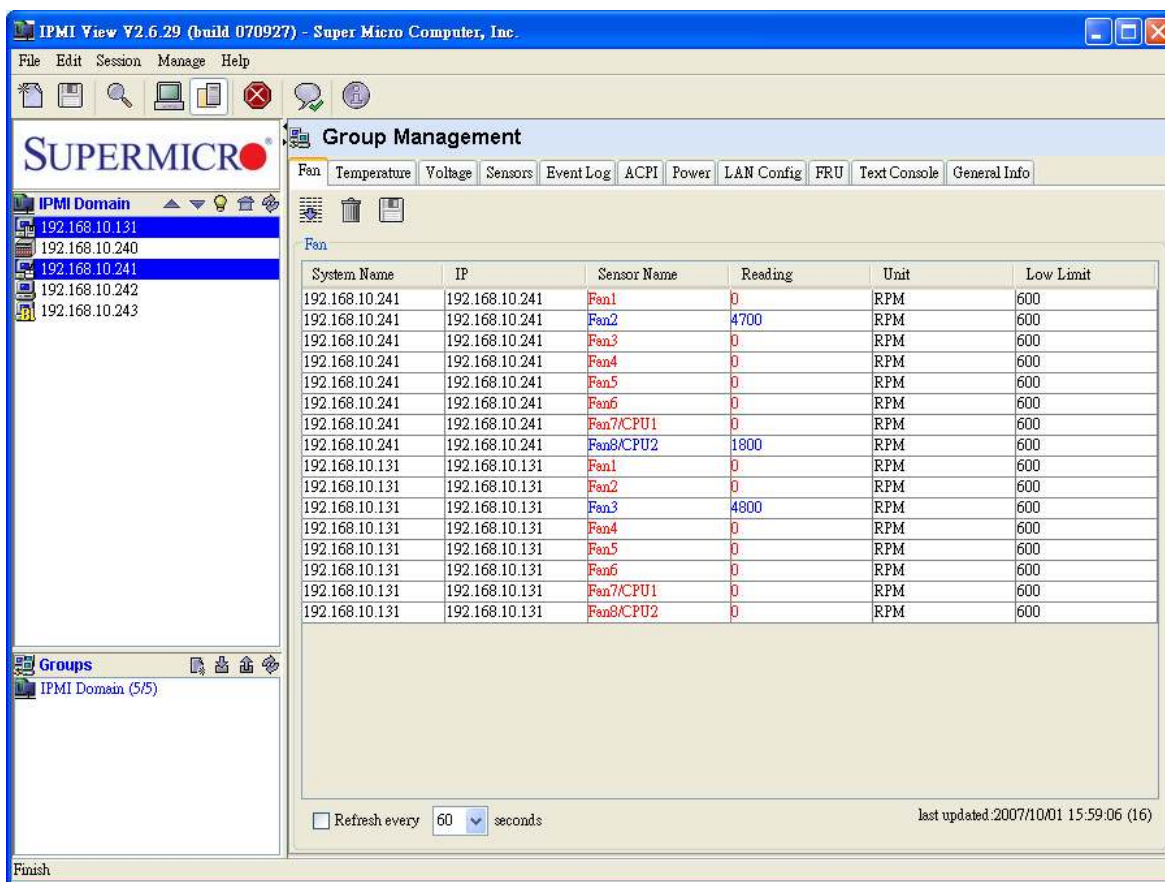 IPMI View V2.6.29 (build 070927) - Super Micro Computer, Inc.
File Edit Session Manage Help
SUPERMICRO
Group Management
Fan Temperature Voltage Sensors Event Log ACPI Power LAN Config FRU Text Console General Info
IPMI Domain
192.168.10.131
192.168.10.240
192.168.10.241
192.168.10.242
192.168.10.243
Fan
System Name IP Sensor Name Reading Unit Low Limit
192.168.10.241 192.168.10.241 Fan1 0 RPM 600
192.168.10.241 192.168.10.241 Fan2 4700 RPM 600
192.168.10.241 192.168.10.241 Fan3 0 RPM 600
192.168.10.241 192.168.10.241 Fan4 0 RPM 600
192.168.10.241 192.168.10.241 Fan5 0 RPM 600
192.168.10.241 192.168.10.241 Fan6 0 RPM 600
192.168.10.241 192.168.10.241 Fan7/CPU1 0 RPM 600
192.168.10.241 192.168.10.241 Fan8/CPU2 1800 RPM 600
192.168.10.131 192.168.10.131 Fan1 0 RPM 600
192.168.10.131 192.168.10.131 Fan2 0 RPM 600
192.168.10.131 192.168.10.131 Fan3 4800 RPM 600
192.168.10.131 192.168.10.131 Fan4 0 RPM 600
192.168.10.131 192.168.10.131 Fan5 0 RPM 600
192.168.10.131 192.168.10.131 Fan6 0 RPM 600
192.168.10.131 192.168.10.131 Fan7/CPU1 0 RPM 600
192.168.10.131 192.168.10.131 Fan8/CPU2 0 RPM 600
Groups
IPMI Domain (5/5)
Refresh every 60 seconds
last updated:2007/10/01 15:59:06 (16)
Finish